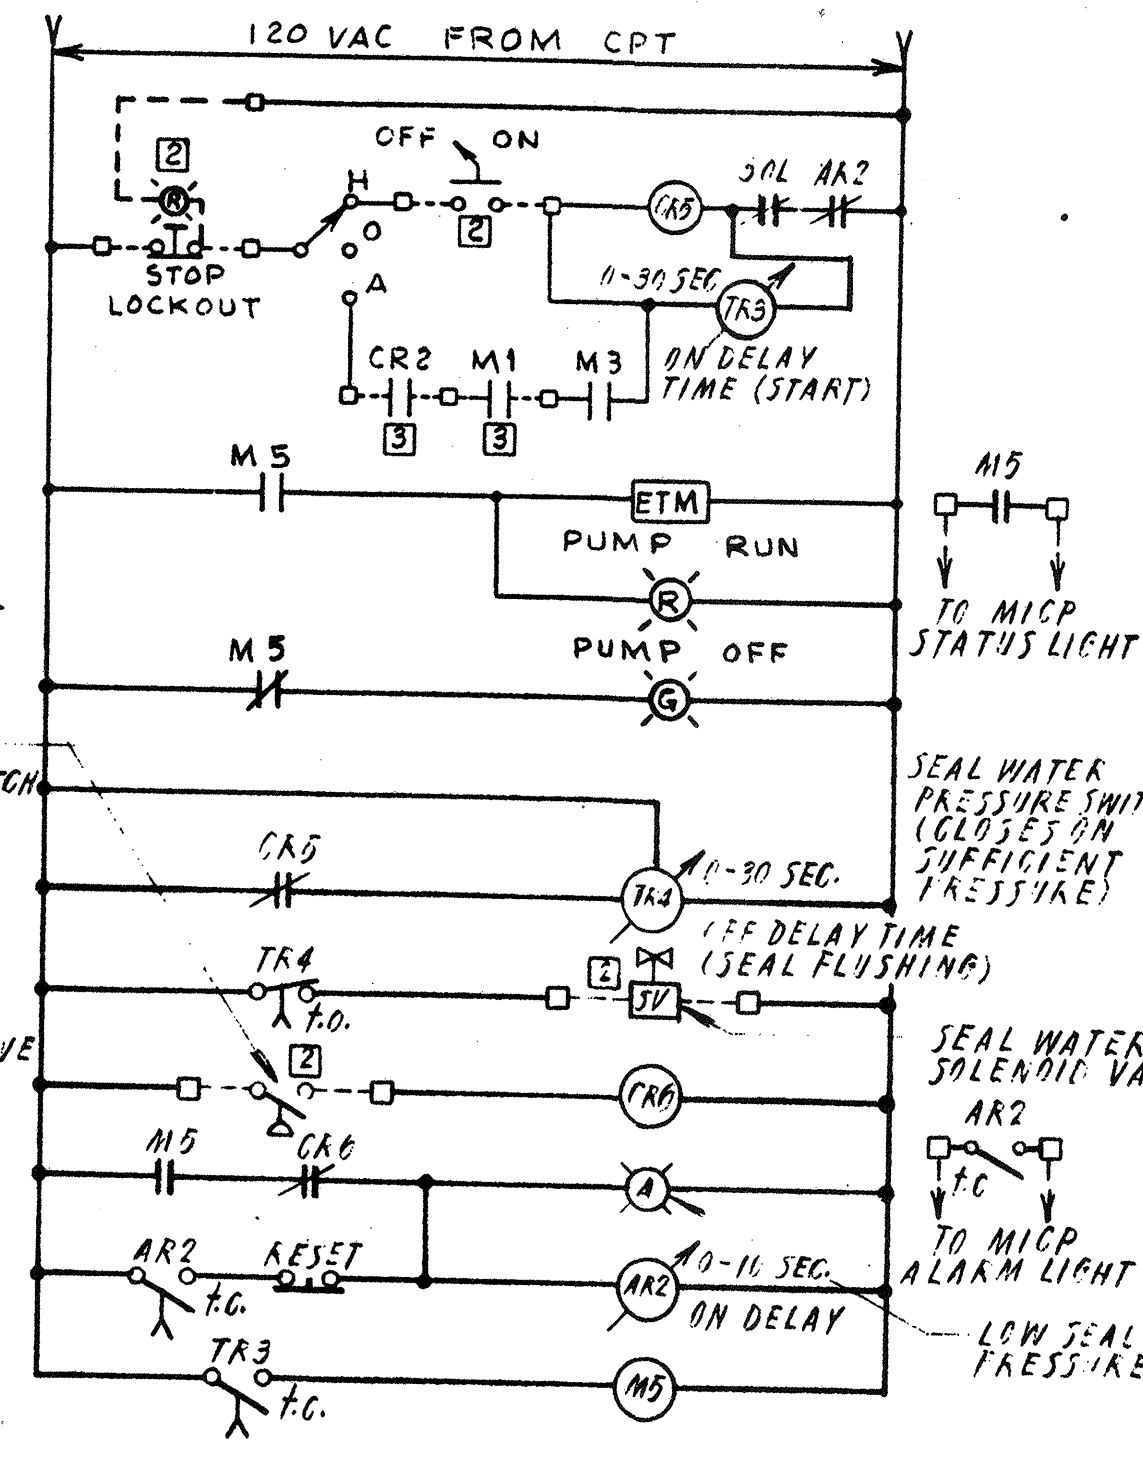 120 VAC FROM CPT
OFF ON
2
R
H
2
O
A
STOP
LOCKOUT
CR5
AR2
0-30 SEC
TR3
ON DELAY
TIME (START)
CR2 M1 M3
3 3
M5
ETM
M5
PUMP RUN
R
TO MICP
STATUS LIGHT
M5
PUMP OFF
G
TCH
SEAL WATER
PRESSURE SWIT
(CLOSES ON
SUFFICIENT
PRESSURE)
CR5
TR4
0-30 SEC.
OFF DELAY TIME
(SEAL FLUSHING)
TR4
t.o.
2
SV
SEAL WATER
SOLENOID VA
VE
2
CR6
AR2
t.c
M5 CR6
A
TO MICP
ALARM LIGHT
AR2
t.c.
RESET
AR2
0-10 SEC.
ON DELAY
LOW SEAL
PRESSURE
TR3
t.c.
M5